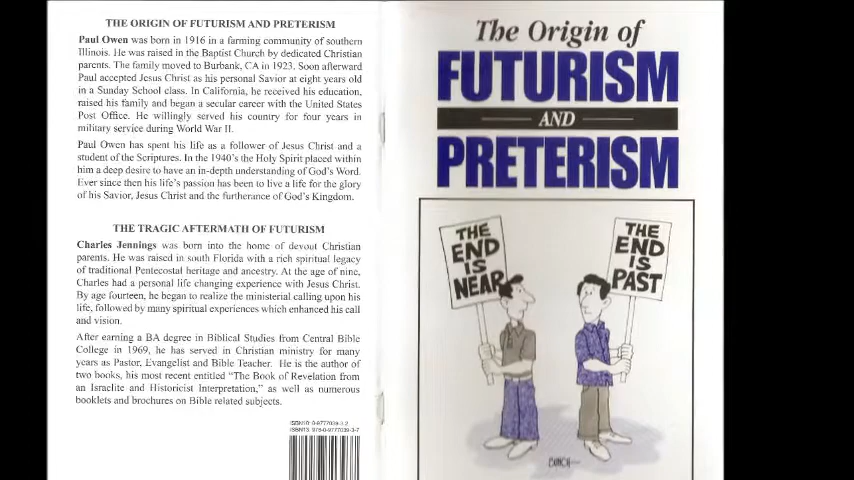 THE ORIGIN OF FUTURISM AND PRETERISM
Paul Owen was born in 1916 in a farming community of southern
Illinois. He was raised in the Baptist Church by dedicated Christian
parents. The family moved to Burbank, CA in 1923. Soon afterward
Paul accepted Jesus Christ as his personal Savior at eight years old
in a Sunday School class. In California, he received his education,
raised his family and began a secular career with the United States
Post Office. He willingly served his country for four years in
military service during World War II.
Paul Owen has spent his life as a follower of Jesus Christ and a
student of the Scriptures. In the 1940's the Holy Spirit placed within
him a deep desire to have an in-depth understanding of God's Word.
Ever since then his life's passion has been to live a life for the glory
of his Savior, Jesus Christ and the furtherance of God's Kingdom.
THE TRAGIC AFTERMATH OF FUTURISM
Charles Jennings was born into the home of devout Christian
parents. He was raised in south Florida with a rich spiritual legacy
of traditional Pentecostal heritage and ancestry. At the age of nine,
Charles had a personal life changing experience with Jesus Christ.
By age fourteen, he began to realize the ministerial calling upon his
life, followed by many spiritual experiences which enhanced his call
and vision.
After earning a BA degree in Biblical Studies from Central Bible
College in 1969, he has served in Christian ministry for many
years as Pastor, Evangelist and Bible Teacher. He is the author of
two books, his most recent entitled "The Book of Revelation from
an Israelite and Historicist Interpretation," as well as numerous
booklets and brochures on Bible related subjects.
The Origin of
FUTURISM
AND
PRETERISM
THE
END
IS
NEAR
THE
END
IS
PAST